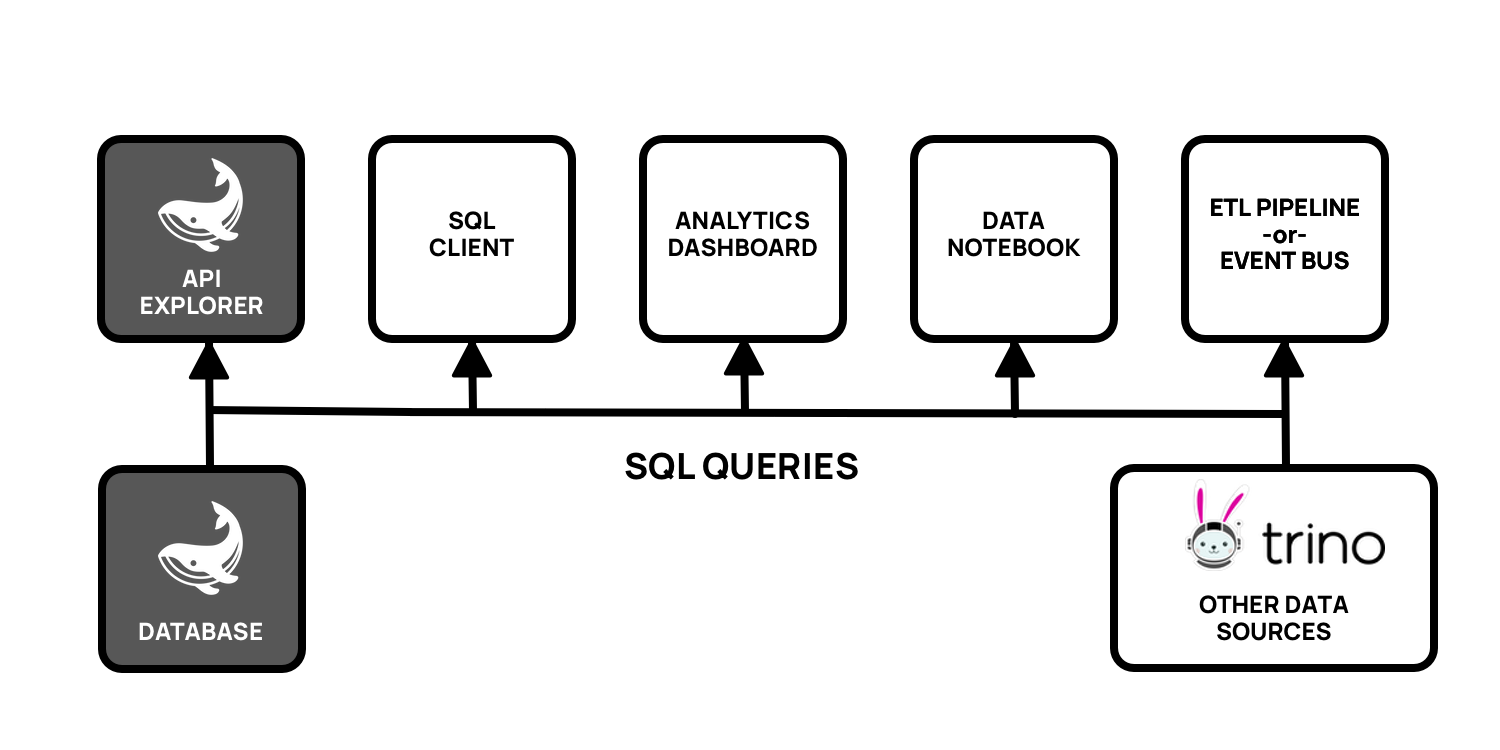 API
EXPLORER
SQL
CLIENT
ANALYTICS
DASHBOARD
DATA
NOTEBOOK
ETL PIPELINE
-or-
EVENT BUS
SQL QUERIES
DATABASE
trino
OTHER DATA
SOURCES